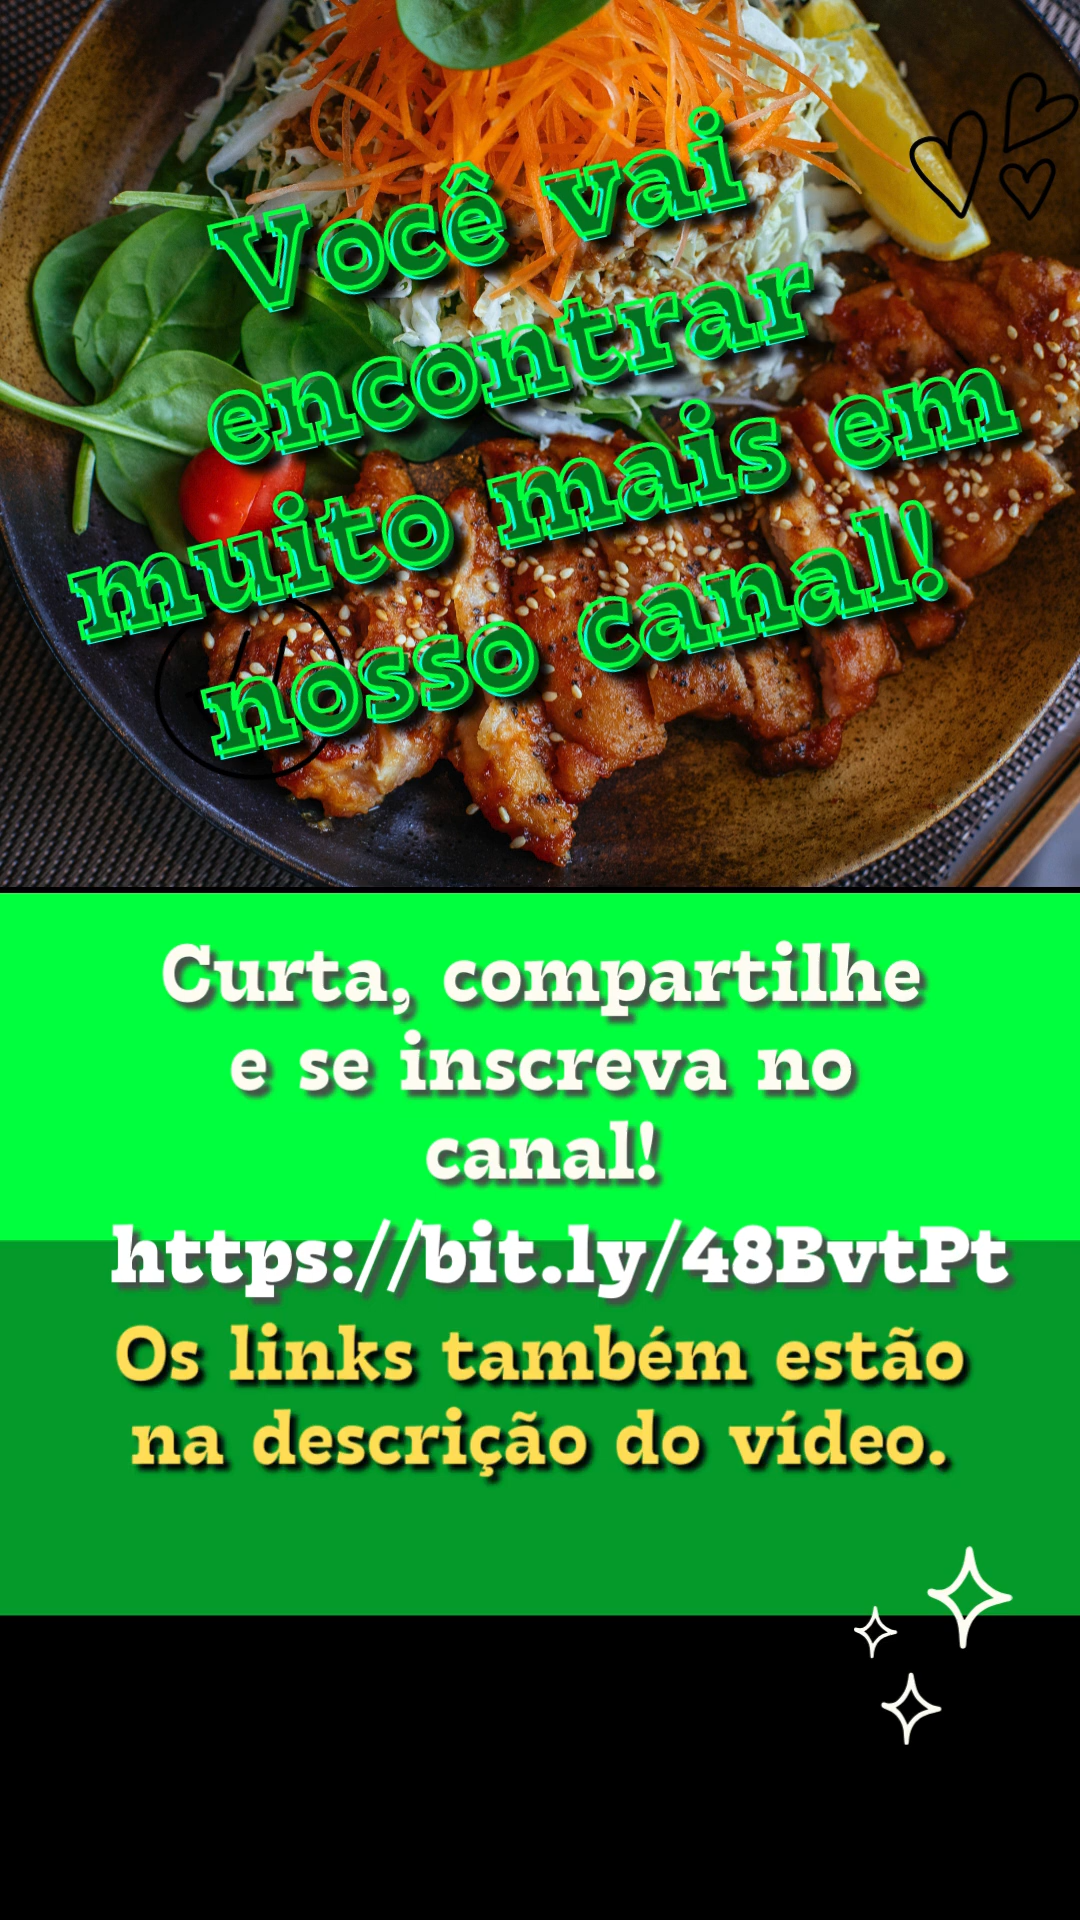 Você vai
encontrar
muito mais em
nosso canal!
Curta, compartilhe
e se inscreva no
canal!
https://bit.ly/48BvtPt
Os links também estão
na descrição do vídeo.